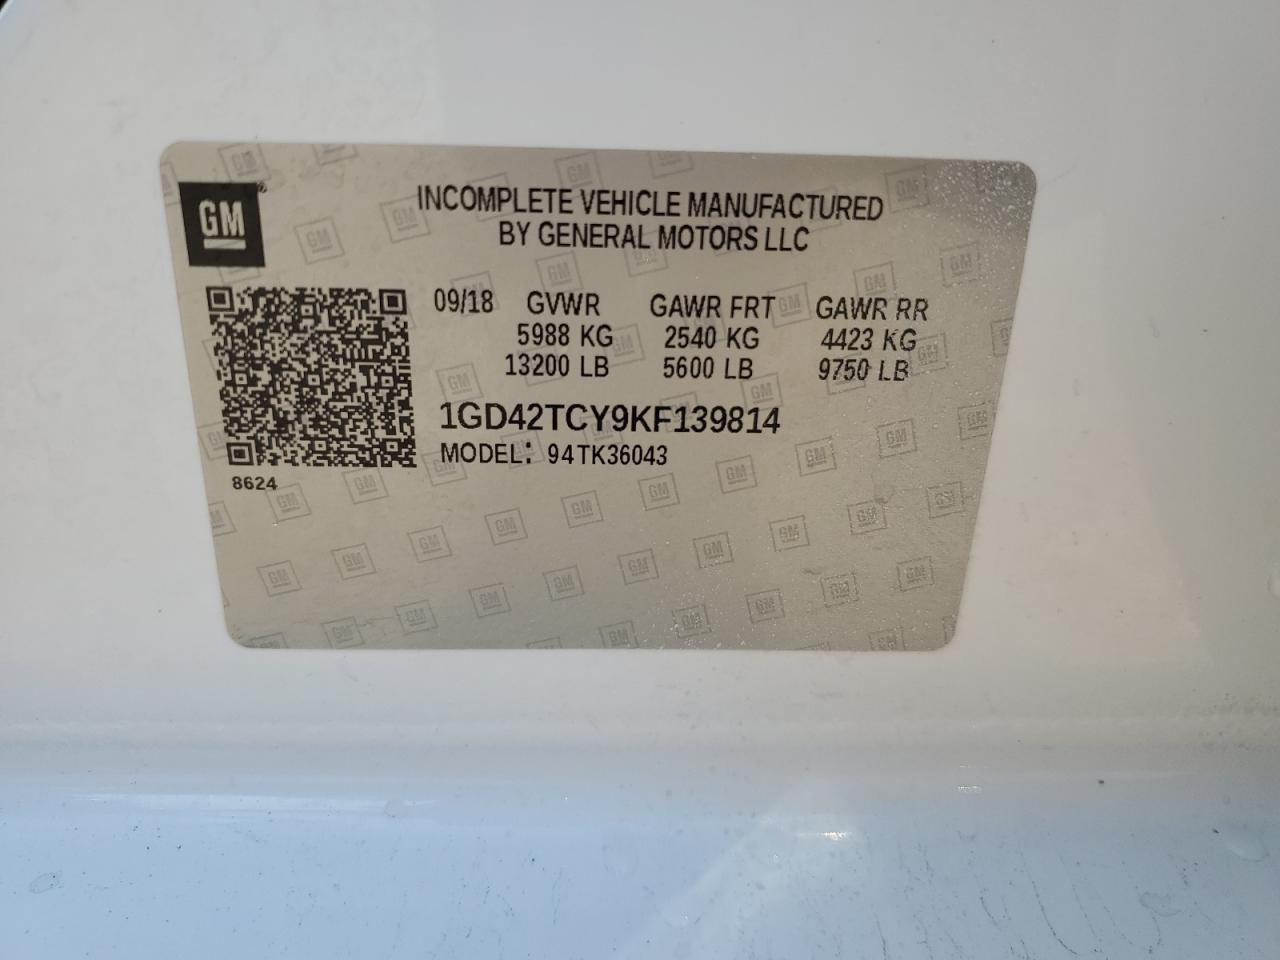 GM®
INCOMPLETE VEHICLE MANUFACTURED
BY GENERAL MOTORS LLC
09/18 GVWR GAWR FRT GAWR RR
5988 KG 2540 KG 4423 KG
13200 LB 5600 LB 9750 LB
1GD42TCY9KF139814
MODEL: 94TK36043
8624